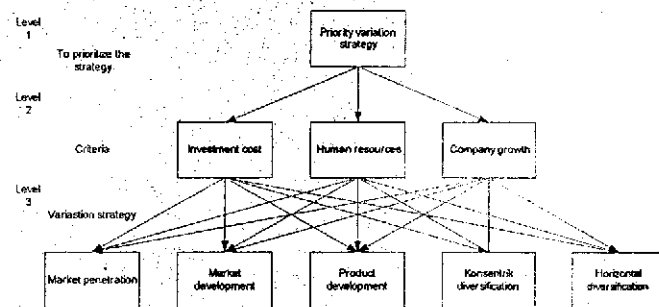 Level
1
To prioritize the
strategy
Priority variation
strategy
Level
2
Criteria
Investment cost
Human resources
Company growth
Level
3
Variastion strategy
Market penetration
Market
development
Product
development
Konsentrik
diversification
Horizontal
diversification